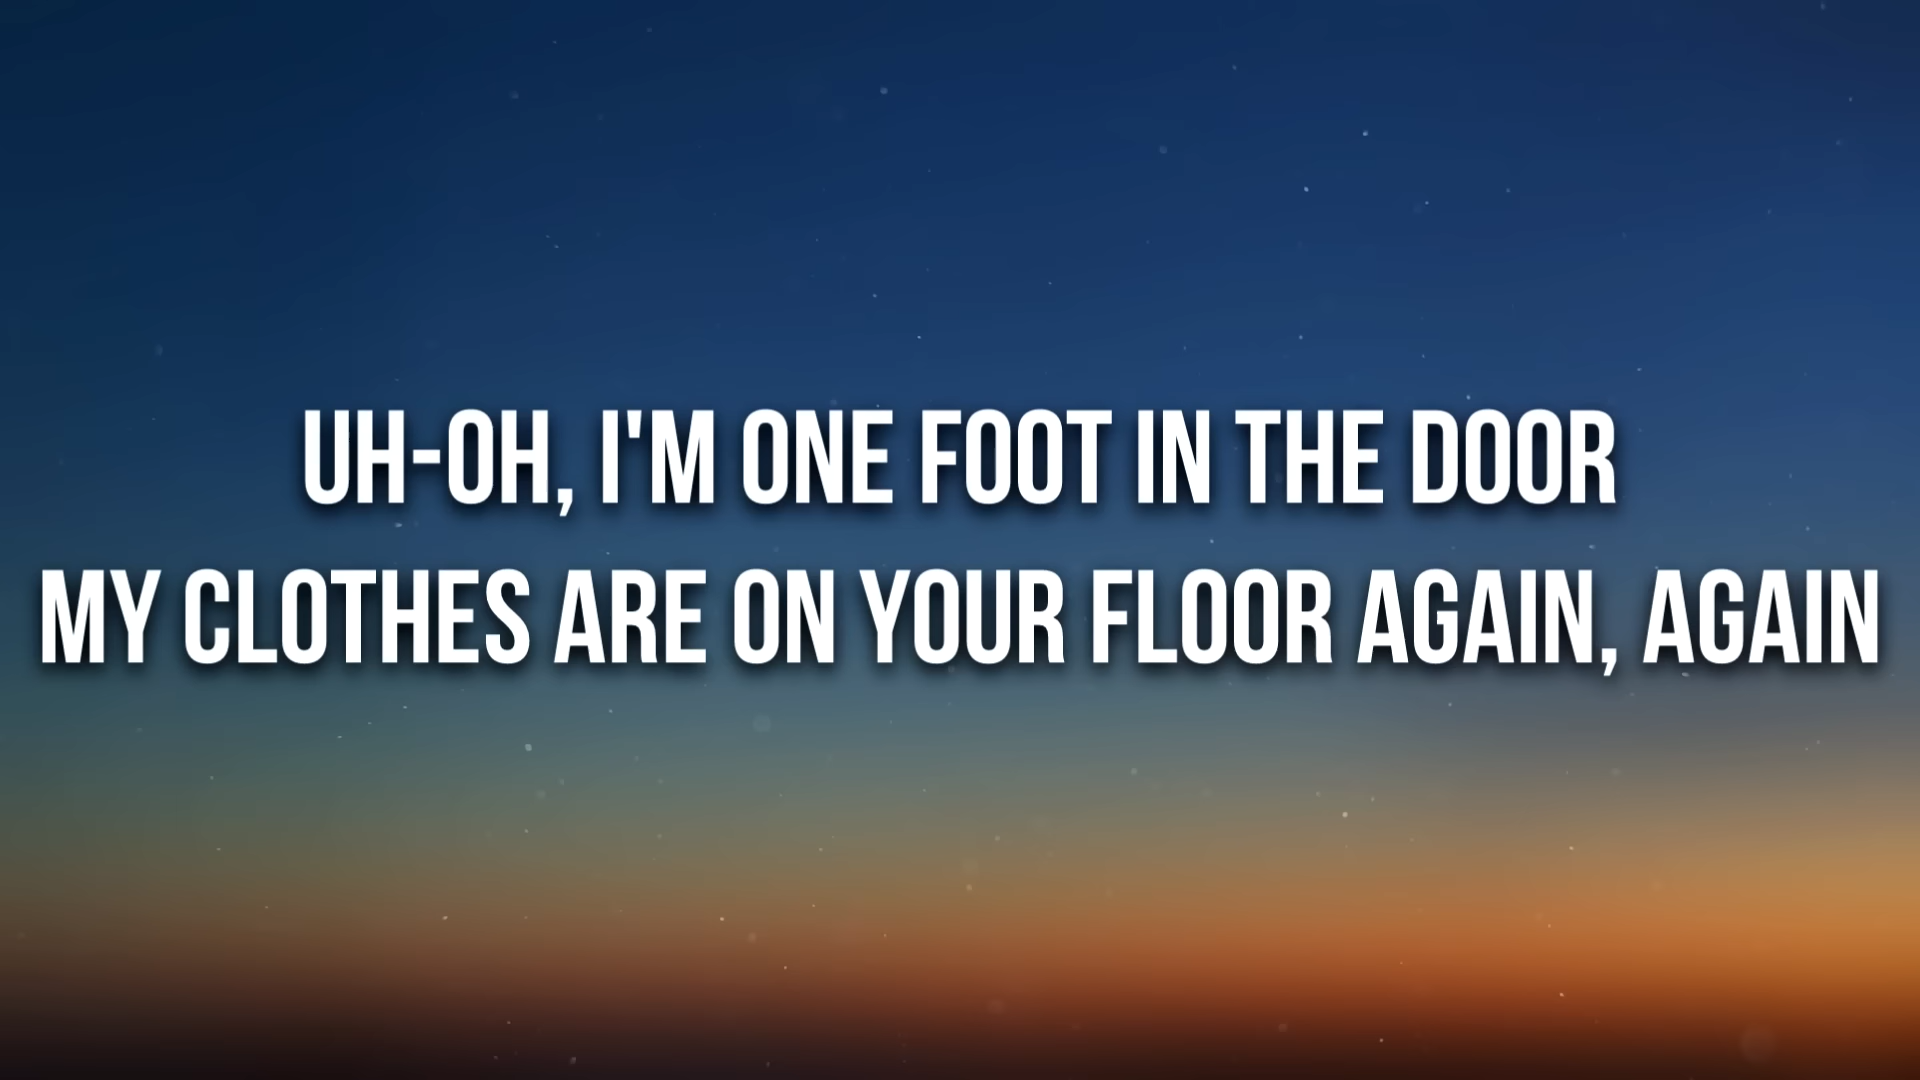 UH-OH, I'M ONE FOOT IN THE DOOR
MY CLOTHES ARE ON YOUR FLOOR AGAIN, AGAIN